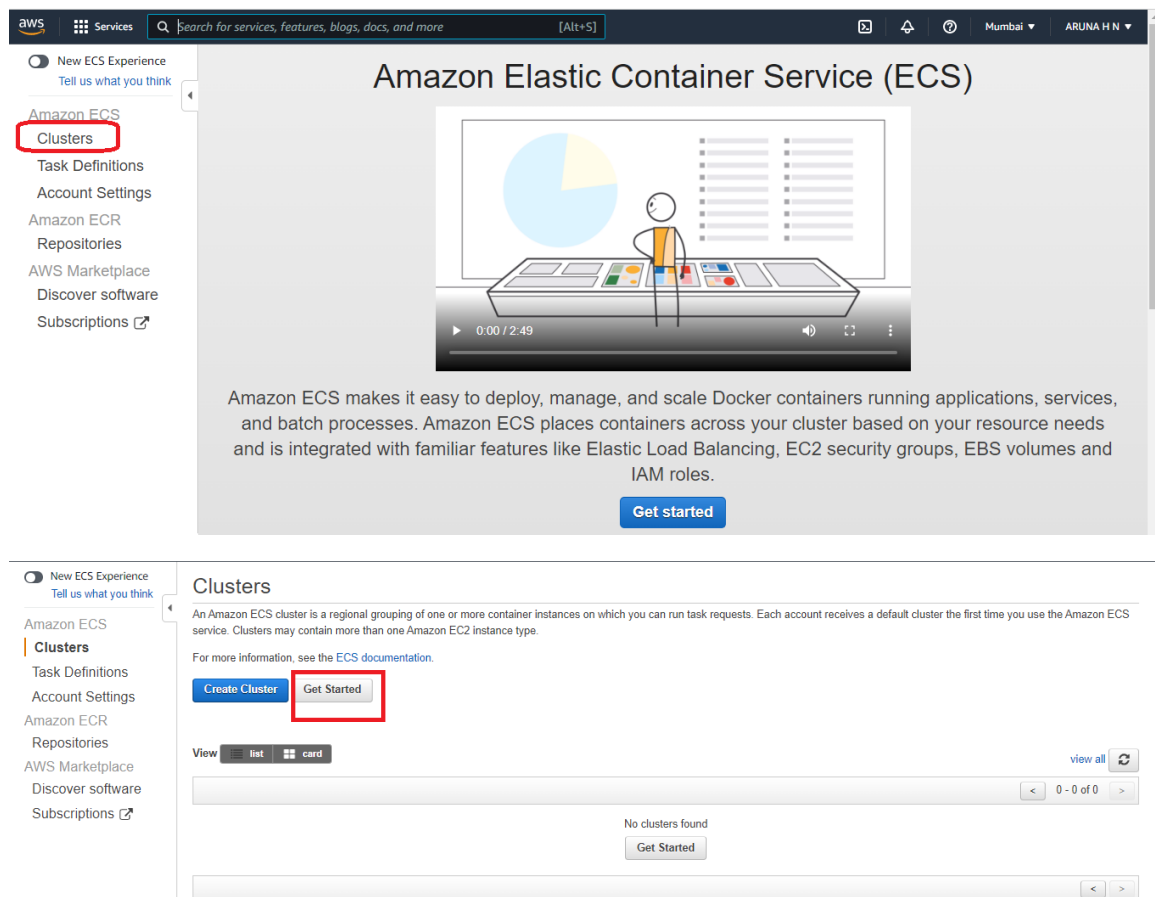 aws
Services
Search for services, features, blogs, docs, and more
[Alt+S]
Mumbai ▼
ARUNA H N ▼
New ECS Experience
Tell us what you think
Amazon ECS
Clusters
Task Definitions
Account Settings
Amazon ECR
Repositories
AWS Marketplace
Discover software
Subscriptions
Amazon Elastic Container Service (ECS)
0:00 / 2:49
Amazon ECS makes it easy to deploy, manage, and scale Docker containers running applications, services,
and batch processes. Amazon ECS places containers across your cluster based on your resource needs
and is integrated with familiar features like Elastic Load Balancing, EC2 security groups, EBS volumes and
IAM roles.
Get started
New ECS Experience
Tell us what you think
Amazon ECS
Clusters
Task Definitions
Account Settings
Amazon ECR
Repositories
AWS Marketplace
Discover software
Subscriptions
Clusters
An Amazon ECS cluster is a regional grouping of one or more container instances on which you can run task requests. Each account receives a default cluster the first time you use the Amazon ECS
service. Clusters may contain more than one Amazon EC2 instance type.
For more information, see the ECS documentation.
Create Cluster
Get Started
View
list
card
view all
< 0 - 0 of 0 >
No clusters found
Get Started
< >